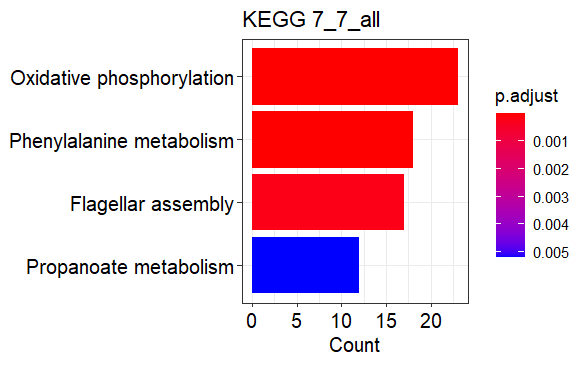 KEGG 7_7_all
Oxidative phosphorylation
Phenylalanine metabolism
Flagellar assembly
Propanoate metabolism
0 5 10 15 20
Count
p.adjust
0.001
0.002
0.003
0.004
0.005